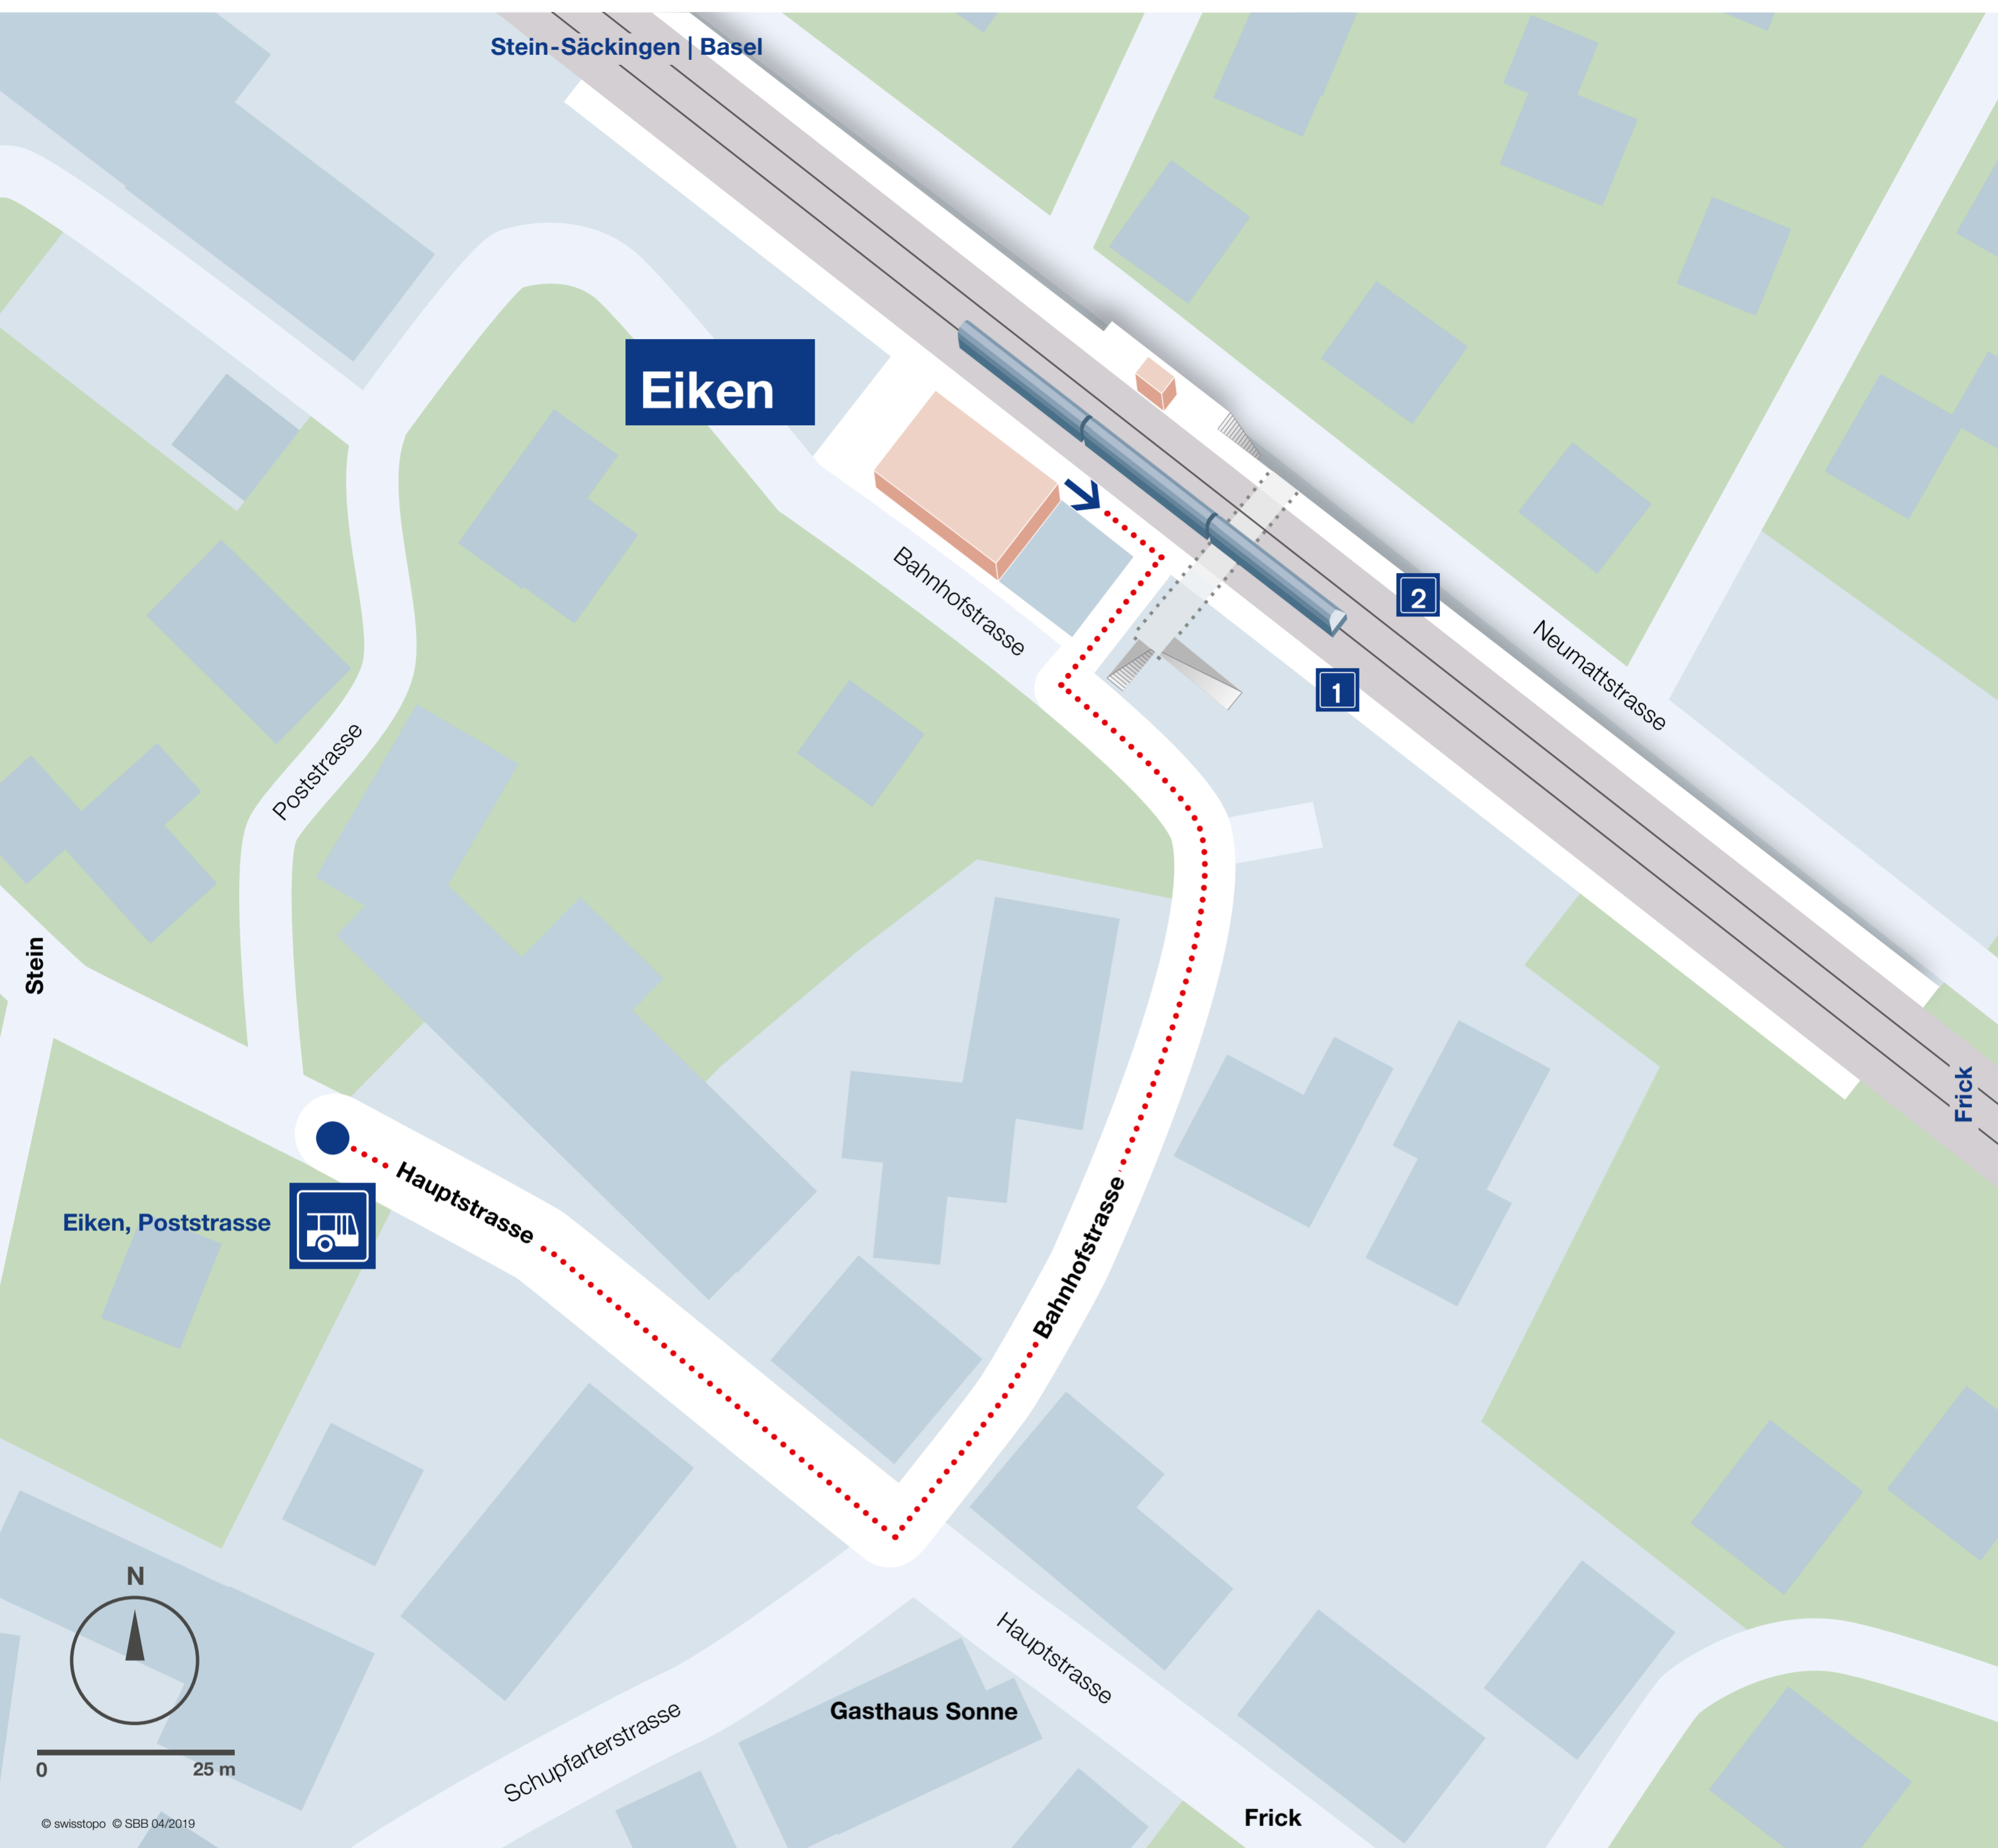 Stein-Säckingen | Basel
Eiken
Bahnhofstrasse
2
1
Neumattstrasse
Poststrasse
Stein
Frick
Hauptstrasse
Eiken, Poststrasse
Bahnhofstrasse
N
Hauptstrasse
Gasthaus Sonne
Schupfarterstrasse
0 25 m
Frick
© swisstopo © SBB 04/2019